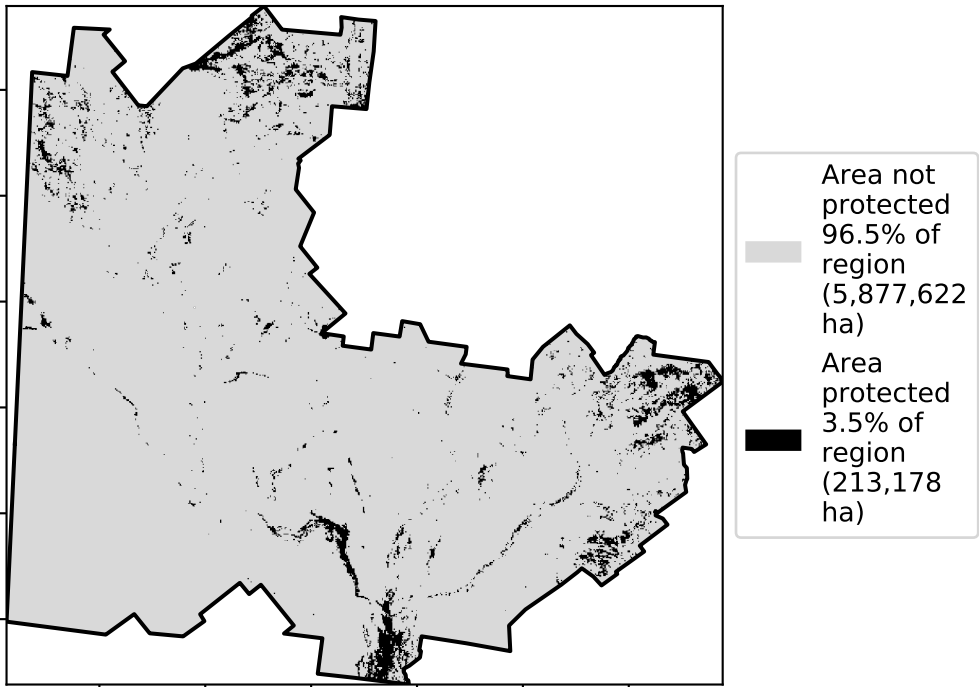 Area not
protected
96.5% of
region
(5,877,622
ha)
Area
protected
3.5% of
region
(213,178
ha)